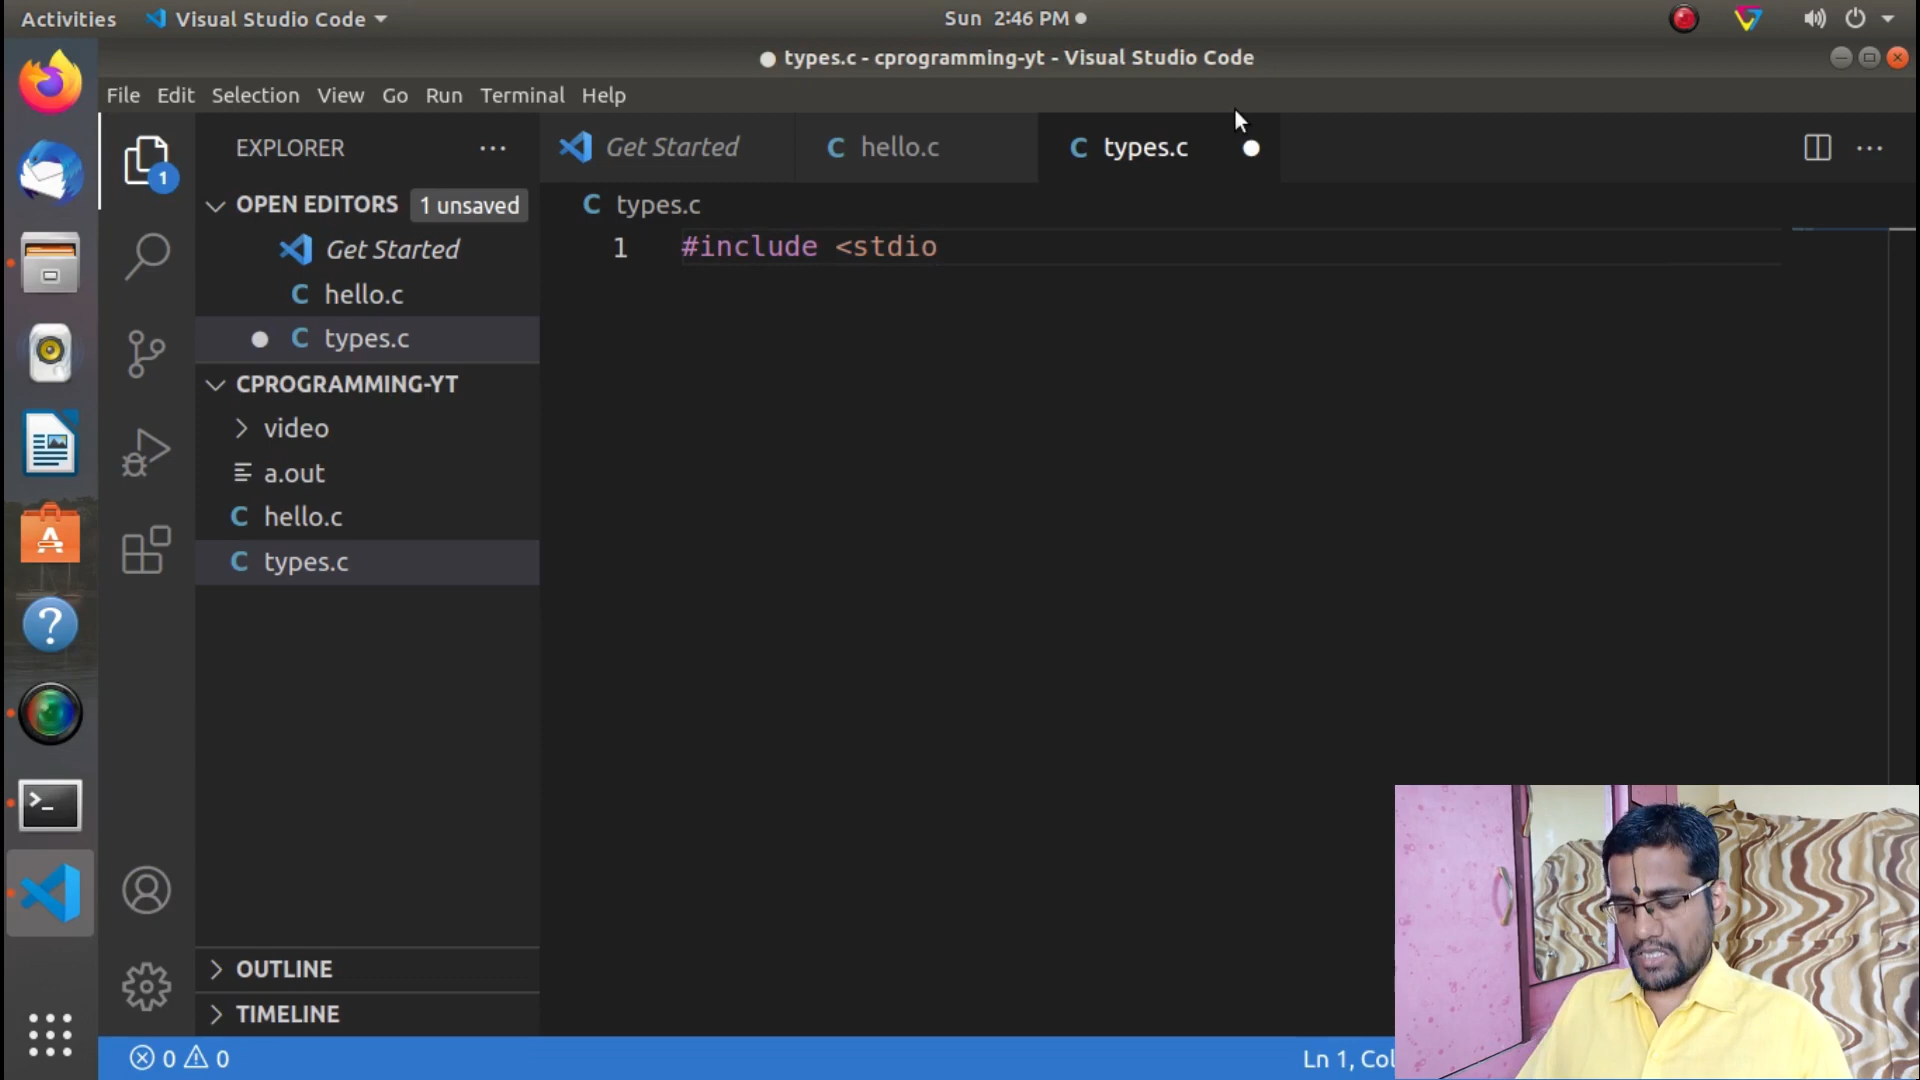 Activities Visual Studio Code Sun 2:46 PM
types.c - cprogramming-yt - Visual Studio Code
File Edit Selection View Go Run Terminal Help
EXPLORER
Get Started
hello.c
types.c
OPEN EDITORS 1 unsaved
Get Started
hello.c
types.c
CPROGRAMMING-YT
video
a.out
hello.c
types.c
OUTLINE
TIMELINE
types.c
1 #include <stdio
1
0 0
Ln 1, Col